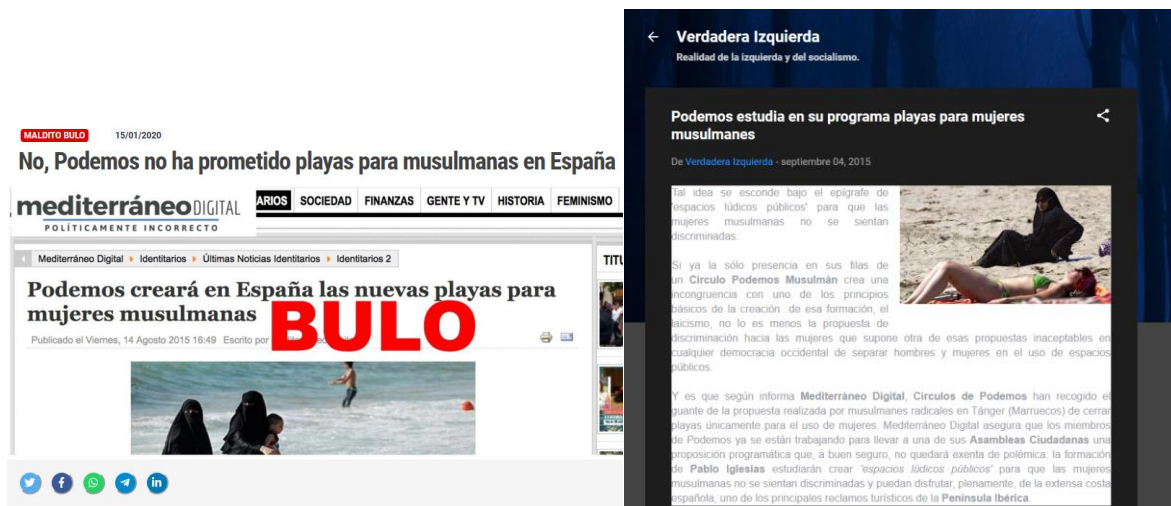 MALDITO BULO 15/01/2020
No, Podemos no ha prometido playas para musulmanas en España
mediterráneo DIGITAL
POLÍTICAMENTE INCORRECTO
ARIOS SOCIEDAD FINANZAS GENTE Y TV HISTORIA FEMINISMO
Mediterráneo Digital Identitarios Últimas Noticias Identitarios Identitarios 2
TITU
Podemos creará en España las nuevas playas para
mujeres musulmanas
BULO
Publicado el Viernes, 14 Agosto 2015 16:49 Escrito por
Verdadera Izquierda
Realidad de la izquierda y del socialismo.
Podemos estudia en su programa playas para mujeres
musulmanes
De Verdadera Izquierda - septiembre 04, 2015
Tal idea se esconde bajo el epígrafe de
'espacios lúdicos públicos' para que las
mujeres musulmanas no se sientan
discriminadas.
Si ya la sólo presencia en sus filas de
un Circulo Podemos Musulmán crea una
incongruencia con uno de los principios
básicos de la creación de esa formación, el
laicismo, no lo es menos la propuesta de
discriminación hacia las mujeres que supone otra de esas propuestas inaceptables en
cualquier democracia occidental de separar hombres y mujeres en el uso de espacios
públicos.
Y es que según informa Mediterráneo Digital, Circulos de Podemos han recogido el
guante de la propuesta realizada por musulmanes radicales en Tánger (Marruecos) de cerrar
playas únicamente para el uso de mujeres. Mediterráneo Digital asegura que los miembros
de Podemos ya se están trabajando para llevar a una de sus Asambleas Ciudadanas una
proposición programática que, a buen seguro, no quedará exenta de polémica: la formación
de Pablo Iglesias estudiarán crear 'espacios lúdicos públicos' para que las mujeres
musulmanas no se sientan discriminadas y puedan disfrutar, plenamente, de la extensa costa
española, uno de los principales reclamos turísticos de la Península Ibérica.